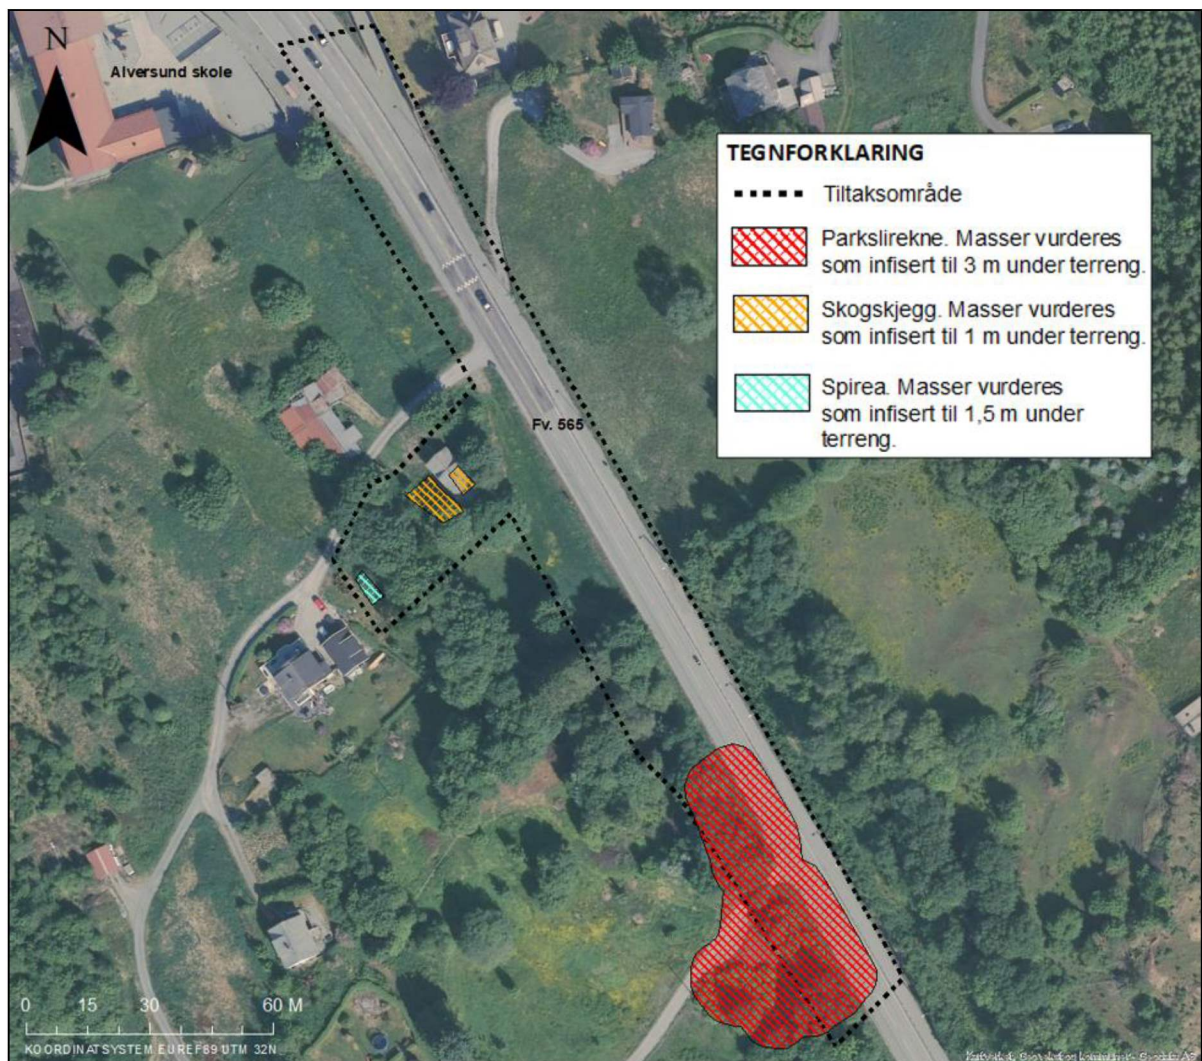 N
Alversund skole
TEGNFORKLARING
Tiltaksområde
Parkslirekne. Masser vurderes
som infisert til 3 m under terreng.
Skogskjegg. Masser vurderes
som infisert til 1 m under terreng.
Spirea. Masser vurderes
som infisert til 1,5 m under
terreng.
Fv. 565
0 15 30 60 M
KOORDINATSYSTEM EUREF89 UTM 32N